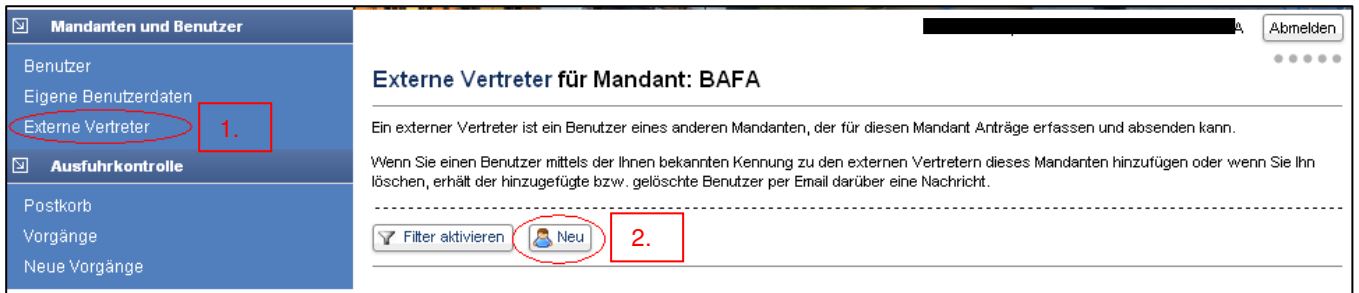 Mandanten und Benutzer
Benutzer
Eigene Benutzerdaten
Externe Vertreter
1.
Ausfuhrkontrolle
Postkorb
Vorgänge
Neue Vorgänge
A
Abmelden
Externe Vertreter für Mandant: BAFA
Ein externer Vertreter ist ein Benutzer eines anderen Mandanten, der für diesen Mandant Anträge erfassen und absenden kann.
Wenn Sie einen Benutzer mittels der Ihnen bekannten Kennung zu den externen Vertretern dieses Mandanten hinzufügen oder wenn Sie Ihn
löschen, erhält der hinzugefügte bzw. gelöschte Benutzer per Email darüber eine Nachricht.
Filter aktivieren
Neu
2.